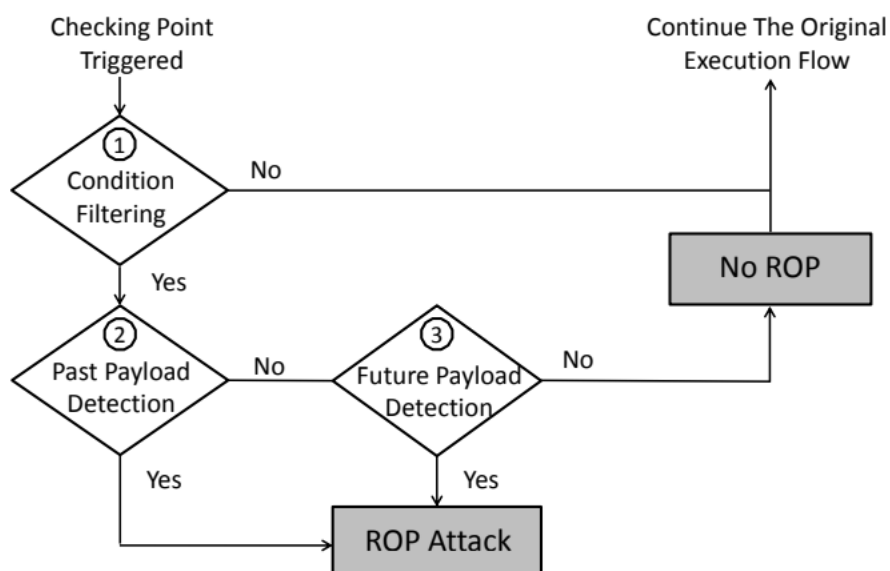 Checking Point
Triggered
Continue The Original
Execution Flow
1
Condition
Filtering
No
No ROP
Yes
2
Past Payload
Detection
No
3
Future Payload
Detection
No
Yes
Yes
ROP Attack